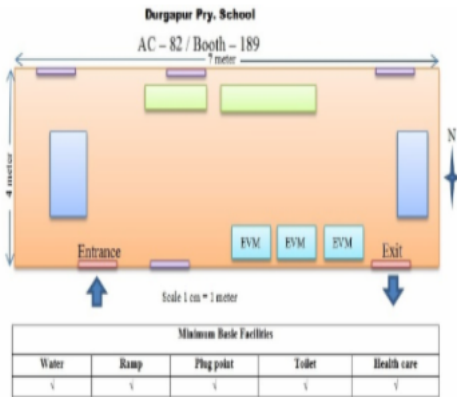 Durgapur Pry. School
AC – 82 / Booth – 189
7 meter
4 meter
N
EVM EVM EVM
Entrance
Exit
Scale 1 cm = 1 meter
Minimum Basic Facilities
Water Ramp Plug point Toilet Health care
√ √ √ √ √